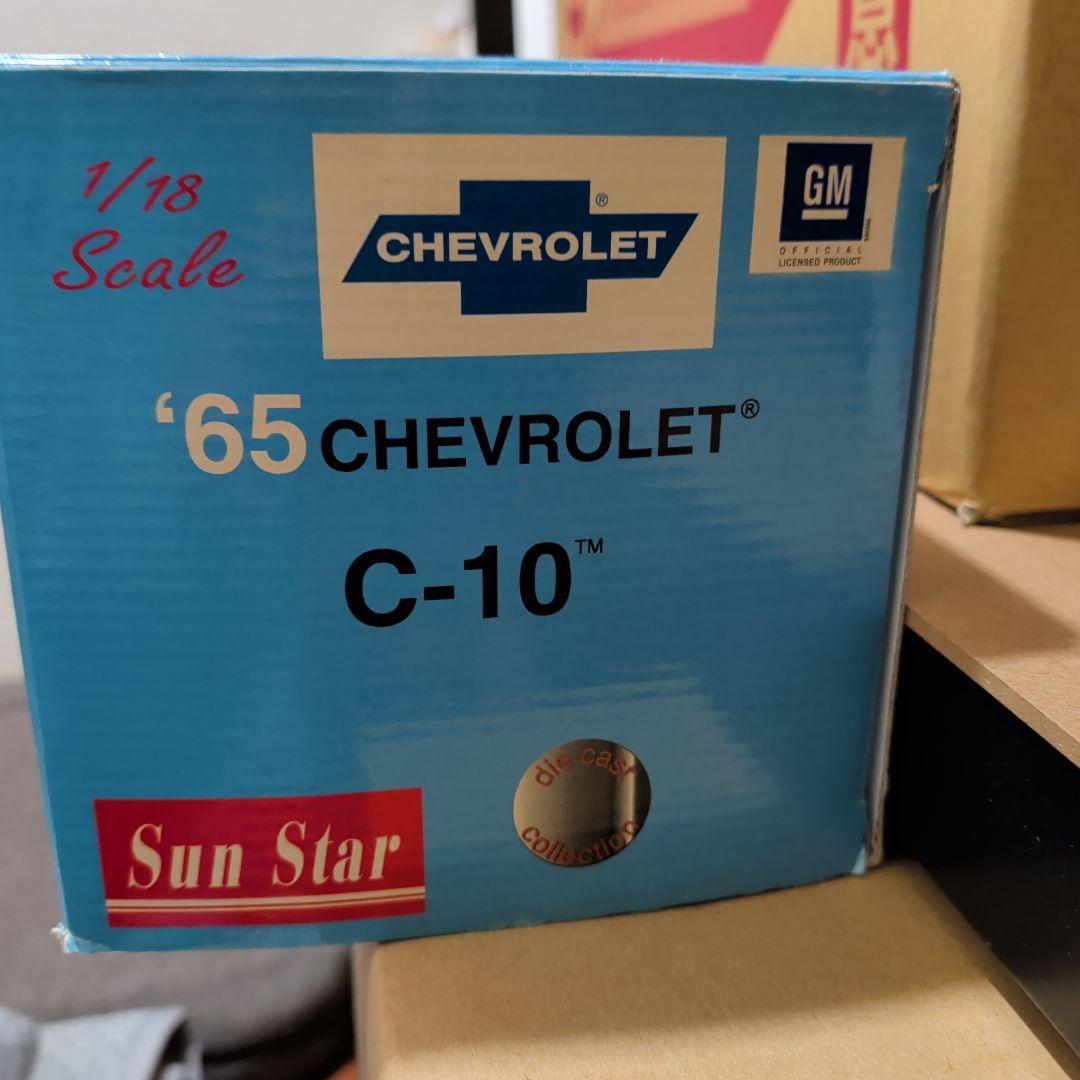 1/18
Scale
CHEVROLET®
GM
OFFICIAL
LICENSED PRODUCT
‘65 CHEVROLET®
C-10™
die cast
collection
Sun Star